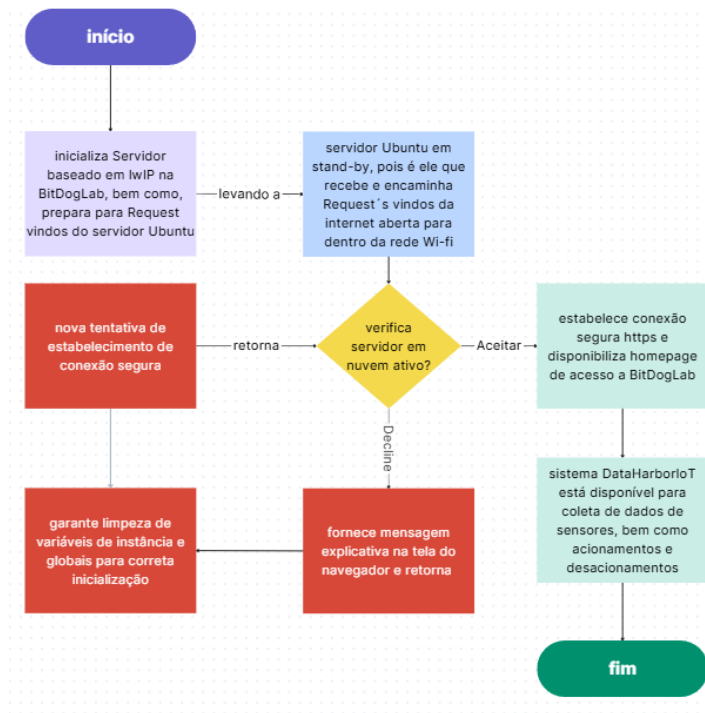 início
inicializa Servidor
baseado em IwIP na
BitDogLab, bem como,
prepara para Request
vindos do servidor Ubuntu
levando a
servidor Ubuntu em
stand-by, pois é ele que
recebe e encaminha
Request´s vindos da
internet aberta para
dentro da rede Wi-fi
nova tentativa de
estabelecimento de
conexão segura
retorna
verifica
servidor em
nuvem ativo?
Aceitar
estabelece conexão
segura https e
disponibiliza homepage
de acesso a BitDogLab
Decline
garante limpeza de
variáveis de instância e
globais para correta
inicialização
fornece mensagem
explicativa na tela do
navegador e retorna
sistema DataHarborIoT
está disponível para
coleta de dados de
sensores, bem como
acionamentos e
desacionamentos
fim